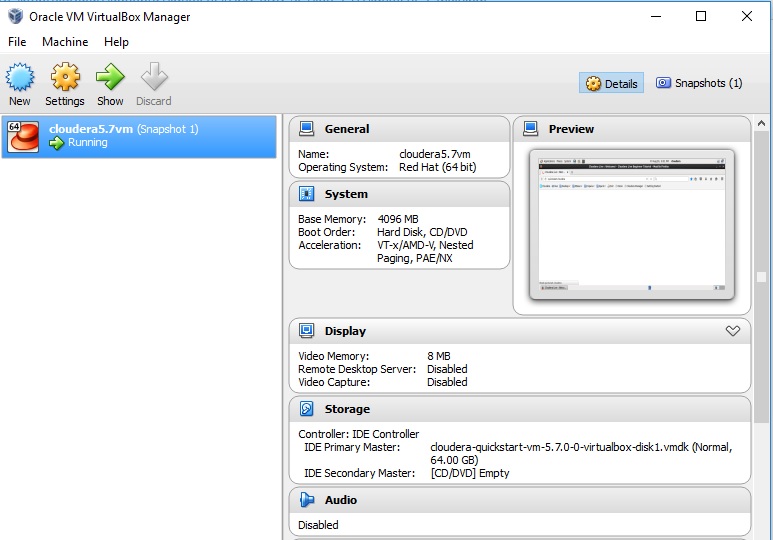 Oracle VM VirtualBox Manager
File Machine Help
New Settings Show Discard
Details Snapshots (1)
64
cloudera5.7vm (Snapshot 1)
Running
General
Name: cloudera5.7vm
Operating System: Red Hat (64 bit)
System
Base Memory: 4096 MB
Boot Order: Hard Disk, CD/DVD
Acceleration: VT-x/AMD-V, Nested
Paging, PAE/NX
Preview
Display
Video Memory: 8 MB
Remote Desktop Server: Disabled
Video Capture: Disabled
Storage
Controller: IDE Controller
IDE Primary Master: cloudera-quickstart-vm-5.7.0-0-virtualbox-disk1.vmdk (Normal,
64.00 GB)
IDE Secondary Master: [CD/DVD] Empty
Audio
Disabled